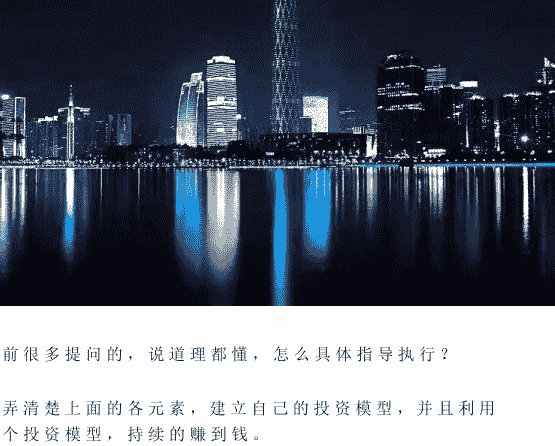 前很多提问的，说道理都懂，怎么具体指导执行？
弄清楚上面的各元素，建立自己的投资模型，并且利用
个投资模型，持续的赚到钱。